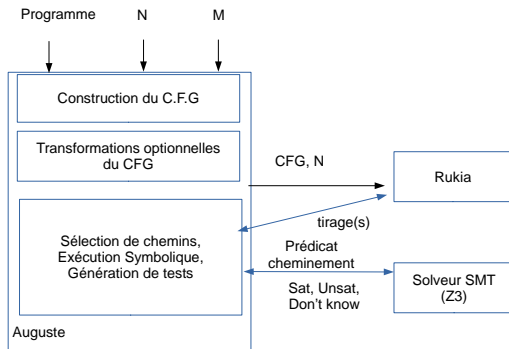 Programme
N
M
Construction du C.F.G
Transformations optionnelles
du CFG
CFG, N
Rukia
tirage(s)
Sélection de chemins,
Exécution Symbolique,
Génération de tests
Prédicat
cheminement
Sat, Unsat,
Don't know
Solveur SMT
(Z3)
Auguste